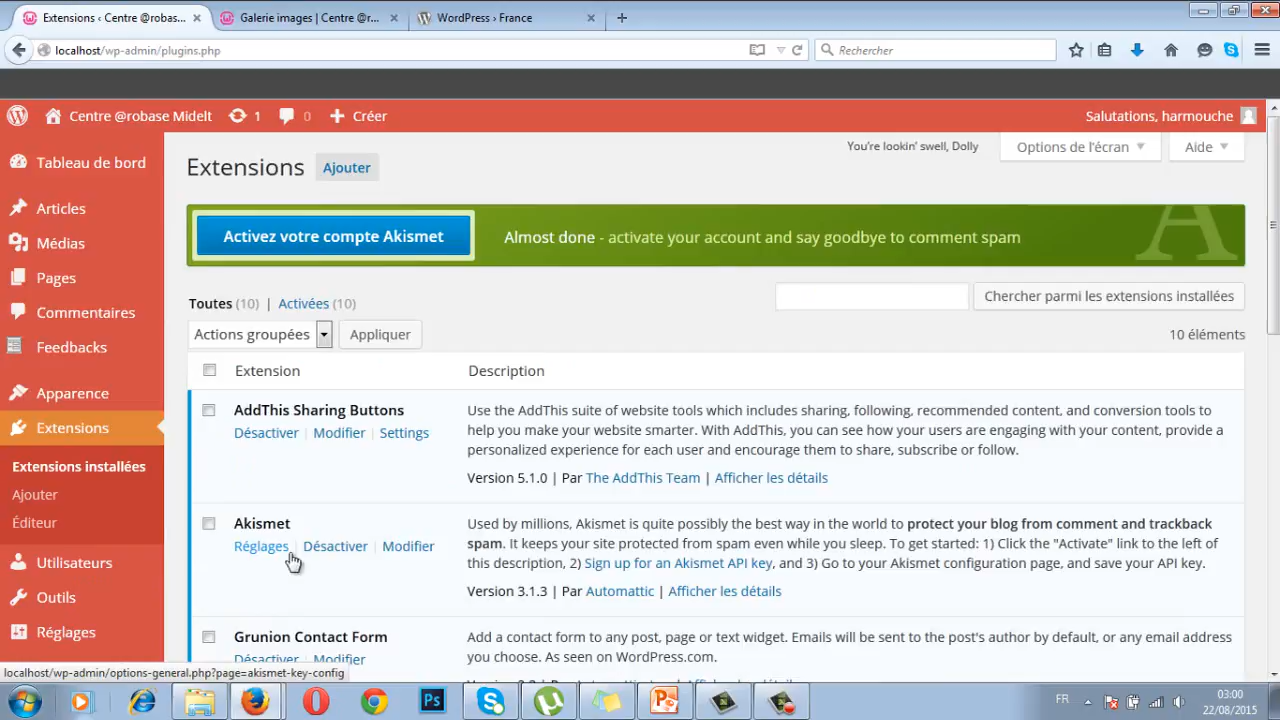 Extensions ‹ Centre @robas... ×
Galerie images | Centre @r... ×
WordPress › France ×
localhost/wp-admin/plugins.php
Rechercher
Centre @robase Midelt 1 0 Créer
Salutations, harmouche
Tableau de bord
Articles
Médias
Pages
Commentaires
Feedbacks
Apparence
Extensions
Extensions installées
Ajouter
Éditeur
Utilisateurs
Outils
Réglages
You're lookin' swell, Dolly
Options de l'écran
Aide
Extensions Ajouter
Activez votre compte Akismet
Almost done - activate your account and say goodbye to comment spam
A
Toutes (10) | Activées (10)
Chercher parmi les extensions installées
Actions groupées Appliquer
10 éléments
Extension Description
AddThis Sharing Buttons
Désactiver | Modifier | Settings
Use the AddThis suite of website tools which includes sharing, following, recommended content, and conversion tools to
help you make your website smarter. With AddThis, you can see how your users are engaging with your content, provide a
personalized experience for each user and encourage them to share, subscribe or follow.
Version 5.1.0 | Par The AddThis Team | Afficher les détails
Akismet
Réglages | Désactiver | Modifier
Used by millions, Akismet is quite possibly the best way in the world to protect your blog from comment and trackback
spam. It keeps your site protected from spam even while you sleep. To get started: 1) Click the "Activate" link to the left of
this description, 2) Sign up for an Akismet API key, and 3) Go to your Akismet configuration page, and save your API key.
Version 3.1.3 | Par Automattic | Afficher les détails
Grunion Contact Form
Désactiver | Modifier
Add a contact form to any post, page or text widget. Emails will be sent to the post's author by default, or any email address
you choose. As seen on WordPress.com.
localhost/wp-admin/options-general.php?page=akismet-key-config
Ps
FR
03:00
22/08/2015